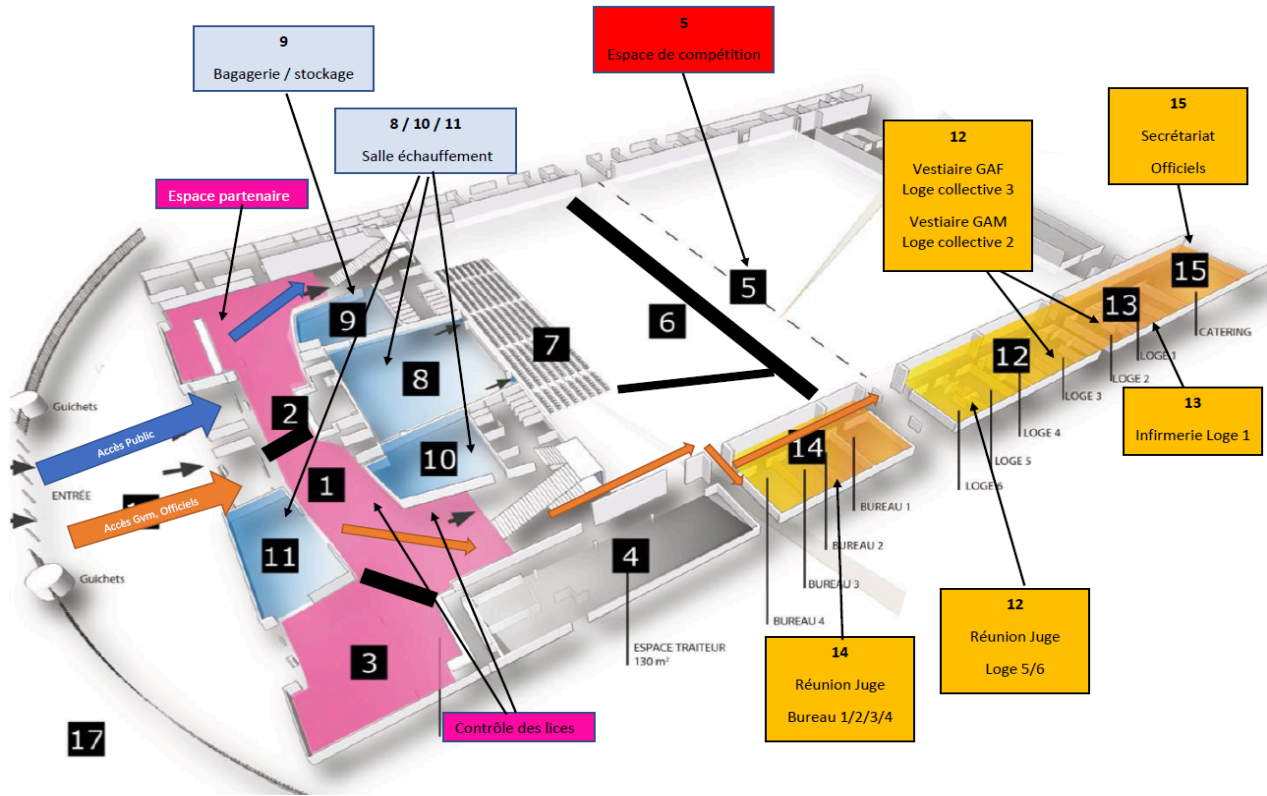 9
Bagagerie / stockage
5
Espace de compétition
8 / 10 / 11
Salle échauffement
15
Secrétariat
Officiels
12
Vestiaire GAF
Loge collective 3
Vestiaire GAM
Loge collective 2
Espace partenaire
9
8
7
6
5
15
13
12
CATERING
LOGE 1
LOGE 2
LOGE 3
LOGE 4
LOGE 5
LOGE 6
13
Infirmerie Loge 1
Guichets
Accès Public
ENTRÉE
Accès Gym, Officiels
2
10
1
14
11
4
BUREAU 1
BUREAU 2
BUREAU 3
BUREAU 4
Guichets
3
ESPACE TRAITEUR
130 m²
12
Réunion Juge
Loge 5/6
14
Réunion Juge
Bureau 1/2/3/4
Contrôle des lices
17